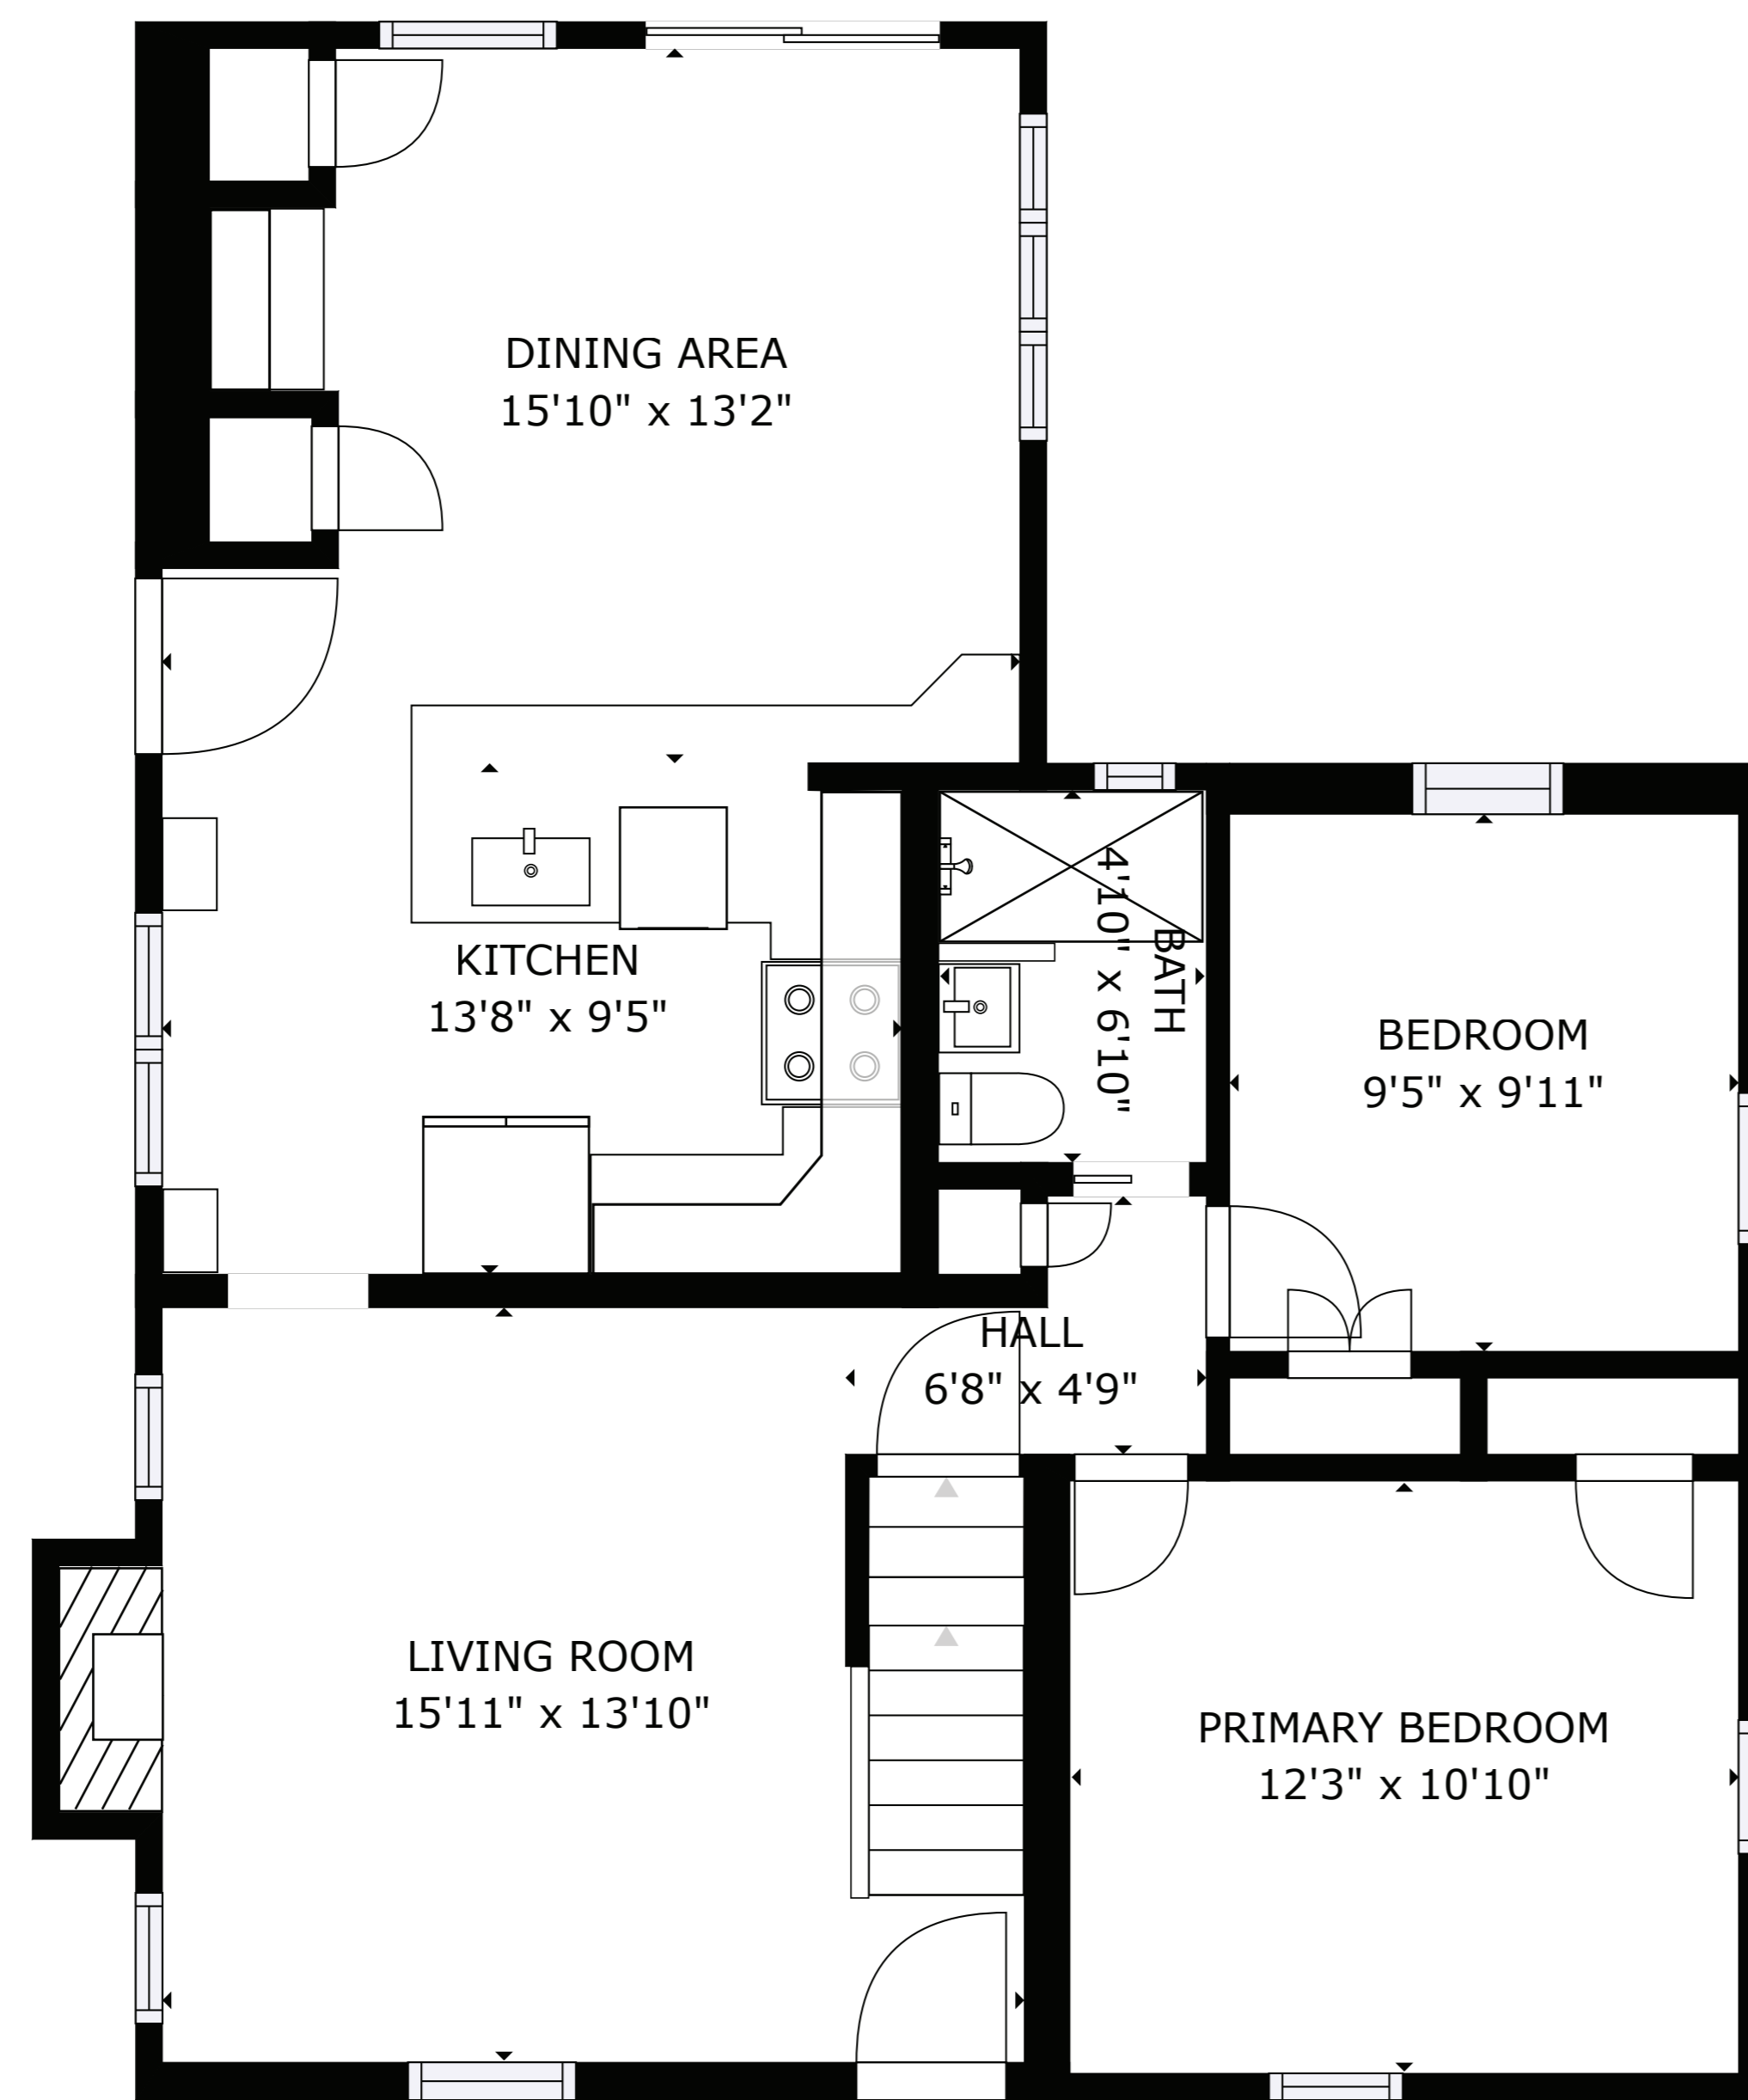 DINING AREA
15'10" x 13'2"
KITCHEN
13'8" x 9'5"
BATH
4'10" x 6'10"
BEDROOM
9'5" x 9'11"
HALL
6'8" x 4'9"
LIVING ROOM
15'11" x 13'10"
PRIMARY BEDROOM
12'3" x 10'10"